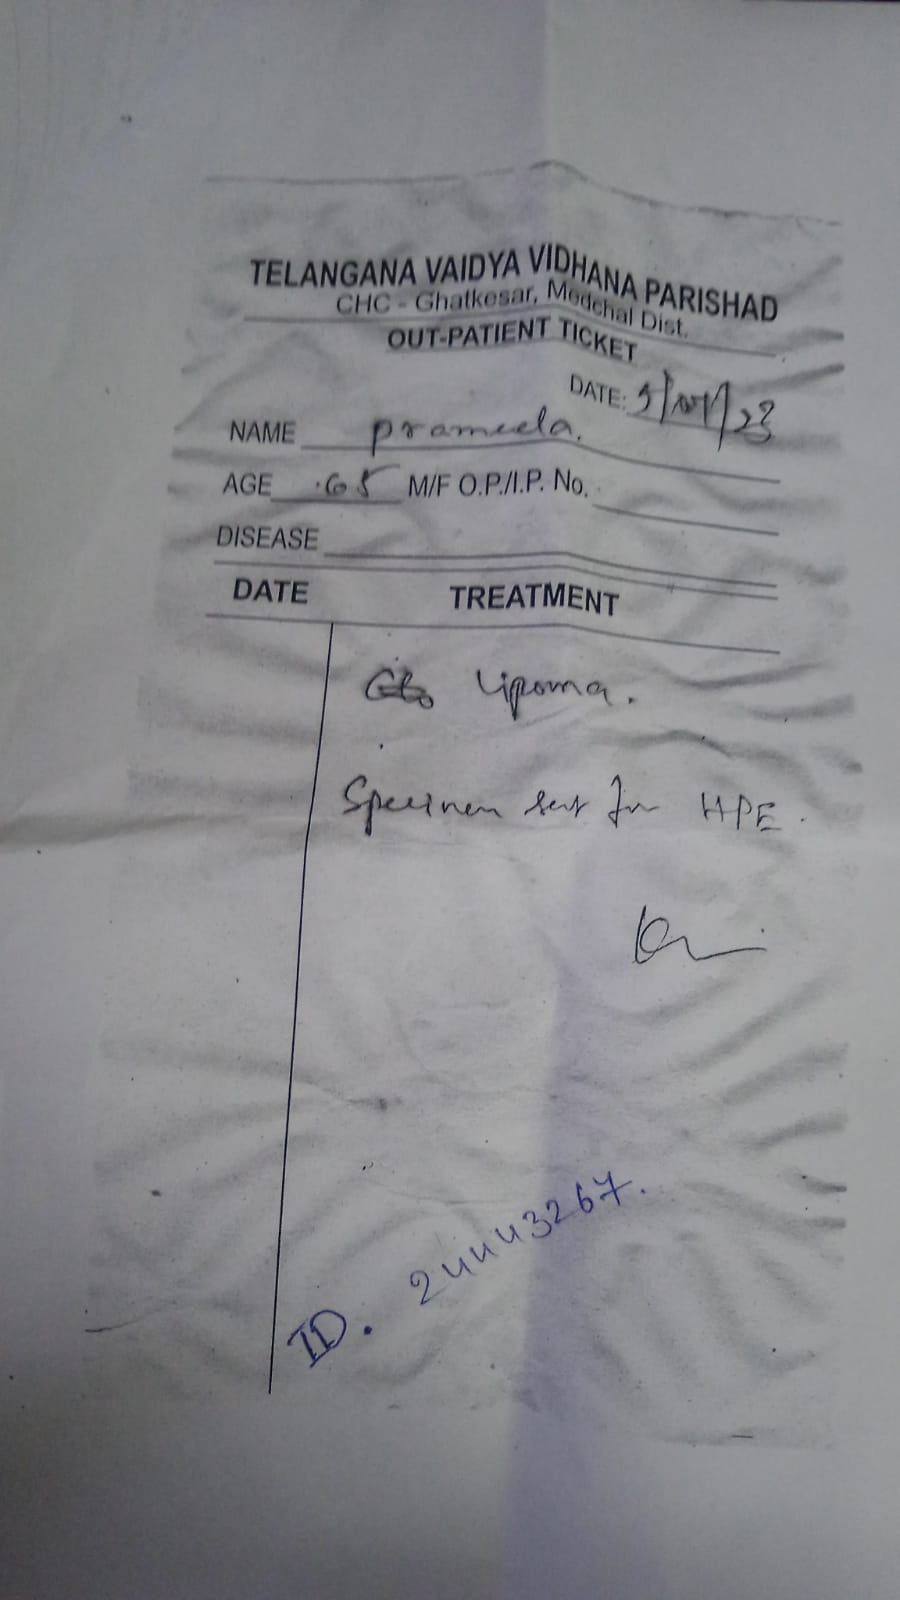 TELANGANA VAIDYA VIDHANA PARISHAD
CHC - Ghatkesar, Medchal Dist.
OUT-PATIENT TICKET
DATE:
NAME prameela.
AGE 65 M/F O.P./I.P. No.
DISEASE
DATE TREATMENT
lipoma.
Specimen sent for HPE.
ID. 24443267.